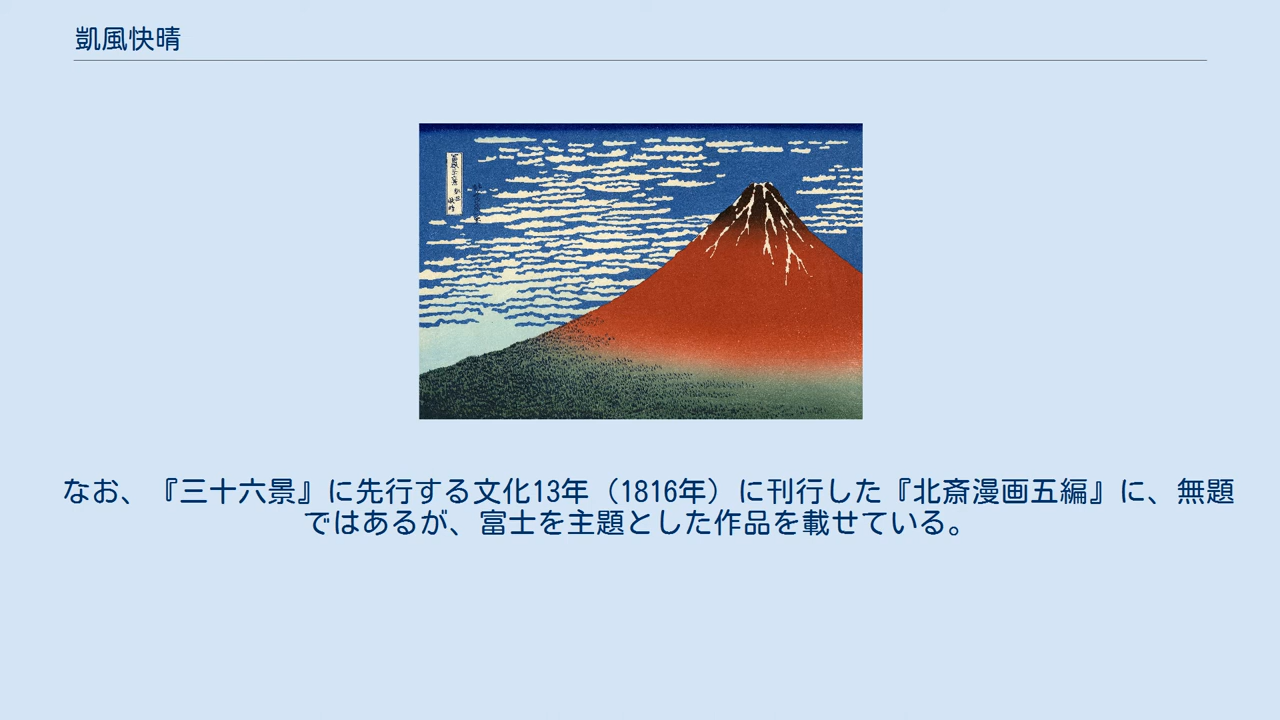 凱風快晴
なお、『三十六景』に先行する文化13年（1816年）に刊行した『北斎漫画五編』に、無題
ではあるが、富士を主題とした作品を載せている。